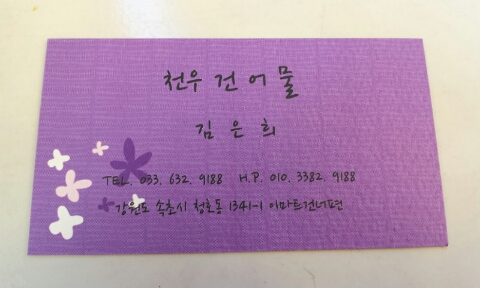 천우건어물
김은희
TEL. 033. 632. 9188 H.P. 010. 3382. 9188
강원도 속초시 청호동 1341-1 이마트건너편